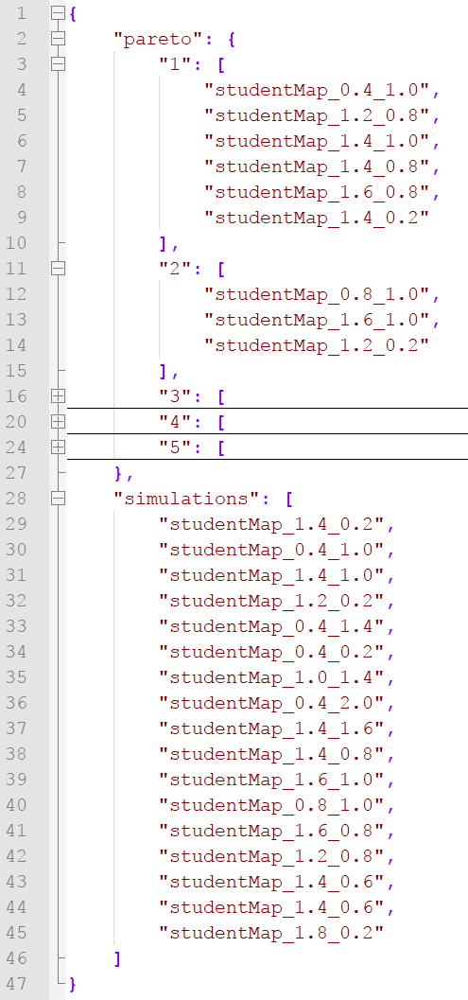 1 {
2 "pareto": {
3 "1": [
4 "studentMap_0.4_1.0",
5 "studentMap_1.2_0.8",
6 "studentMap_1.4_1.0",
7 "studentMap_1.4_0.8",
8 "studentMap_1.6_0.8",
9 "studentMap_1.4_0.2"
10 ],
11 "2": [
12 "studentMap_0.8_1.0",
13 "studentMap_1.6_1.0",
14 "studentMap_1.2_0.2"
15 ],
16 "3": [
20 "4": [
24 "5": [
27 },
28 "simulations": [
29 "studentMap_1.4_0.2",
30 "studentMap_0.4_1.0",
31 "studentMap_1.4_1.0",
32 "studentMap_1.2_0.2",
33 "studentMap_0.4_1.4",
34 "studentMap_0.4_0.2",
35 "studentMap_1.0_1.4",
36 "studentMap_0.4_2.0",
37 "studentMap_1.4_1.6",
38 "studentMap_1.4_0.8",
39 "studentMap_1.6_1.0",
40 "studentMap_0.8_1.0",
41 "studentMap_1.6_0.8",
42 "studentMap_1.2_0.8",
43 "studentMap_1.4_0.6",
44 "studentMap_1.4_0.6",
45 "studentMap_1.8_0.2"
46 ]
47 }